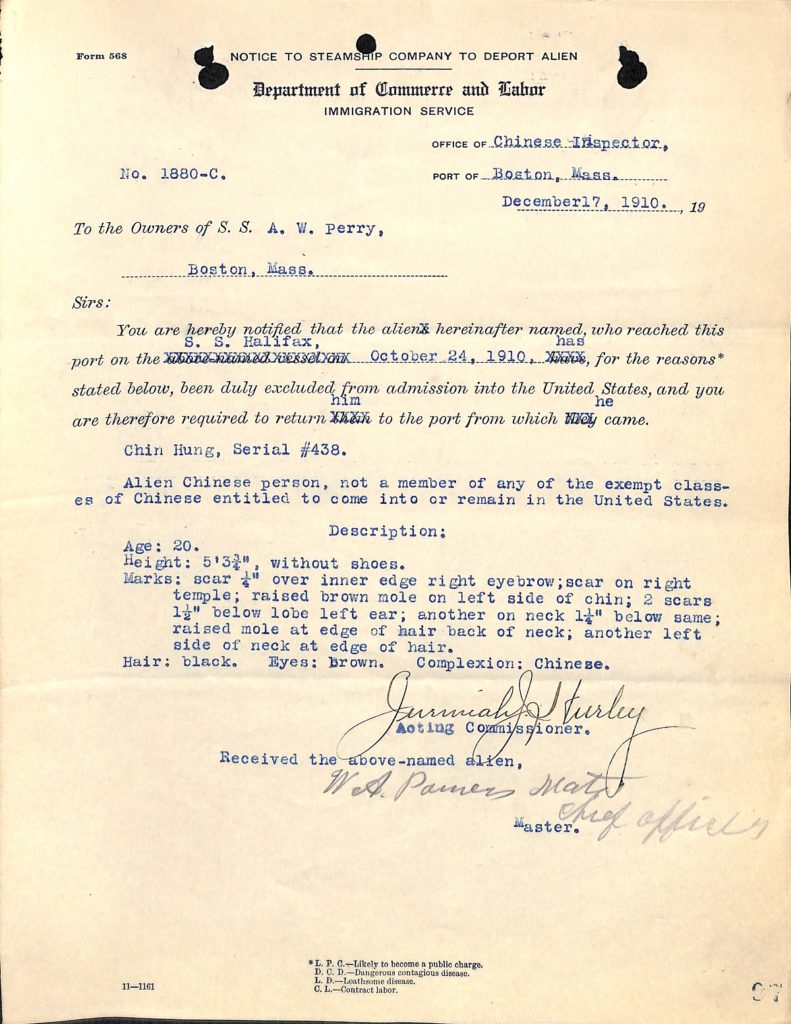 Form 568
NOTICE TO STEAMSHIP COMPANY TO DEPORT ALIEN
Department of Commerce and Labor
IMMIGRATION SERVICE
OFFICE OF Chinese Inspector,
No. 1880-C.
PORT OF Boston, Mass.
December17, 1910. , 19
To the Owners of S. S. A. W. Perry,
Boston, Mass.
Sirs:
You are hereby notified that the alien hereinafter named, who reached this
S. S. Halifax, has
port on the above-named vessel on October 24, 1910, have, for the reasons*
stated below, been duly excluded from admission into the United States, and you
him he
are therefore required to return them to the port from which they came.
Chin Hung, Serial #438.
Alien Chinese person, not a member of any of the exempt class-
es of Chinese entitled to come into or remain in the United States.
Description:
Age: 20.
Height: 5'3¾", without shoes.
Marks: scar ¼" over inner edge right eyebrow;scar on right
temple; raised brown mole on left side of chin; 2 scars
1½" below lobe left ear; another on neck 1¼" below same;
raised mole at edge of hair back of neck; another left
side of neck at edge of hair.
Hair: black. Eyes: brown. Complexion: Chinese.
Jeremiah J. Hurley
Acting Commissioner.
Received the above-named alien,
W. A. Mate
Chief officer
Master.
*L. P. C.—Likely to become a public charge.
D. C. D.—Dangerous contagious disease.
L. D.—Loathsome disease.
C. L.—Contract labor.
11—1161
97